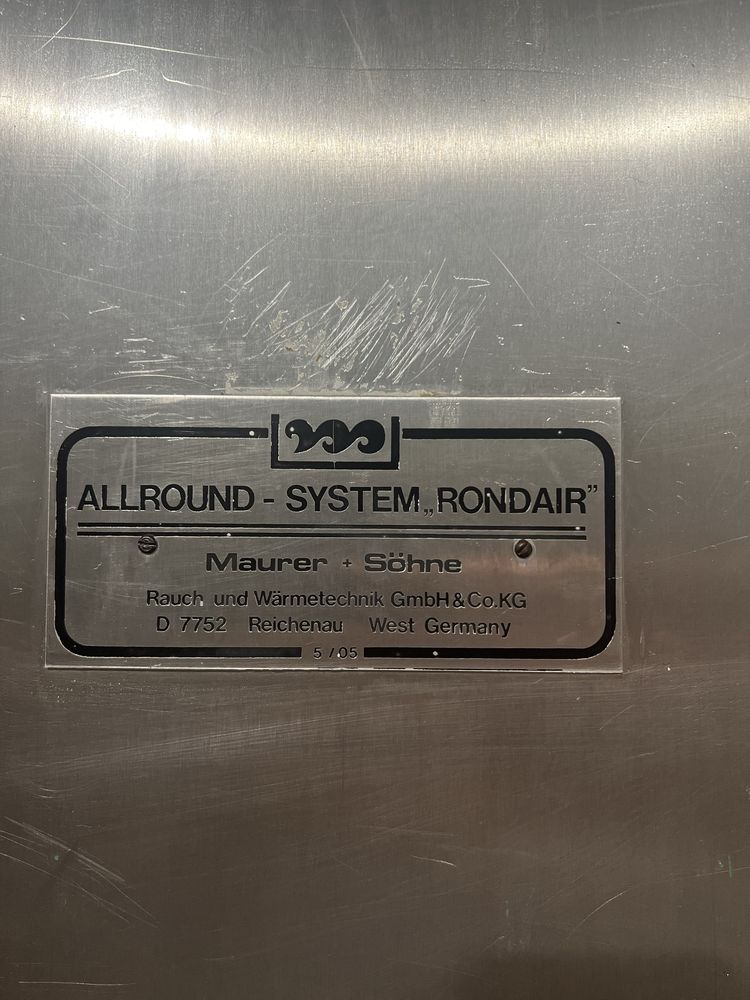 ALLROUND - SYSTEM „RONDAIR”
Maurer + Söhne
Rauch und Wärmetechnik GmbH & Co. KG
D 7752 Reichenau West Germany
5 / 05